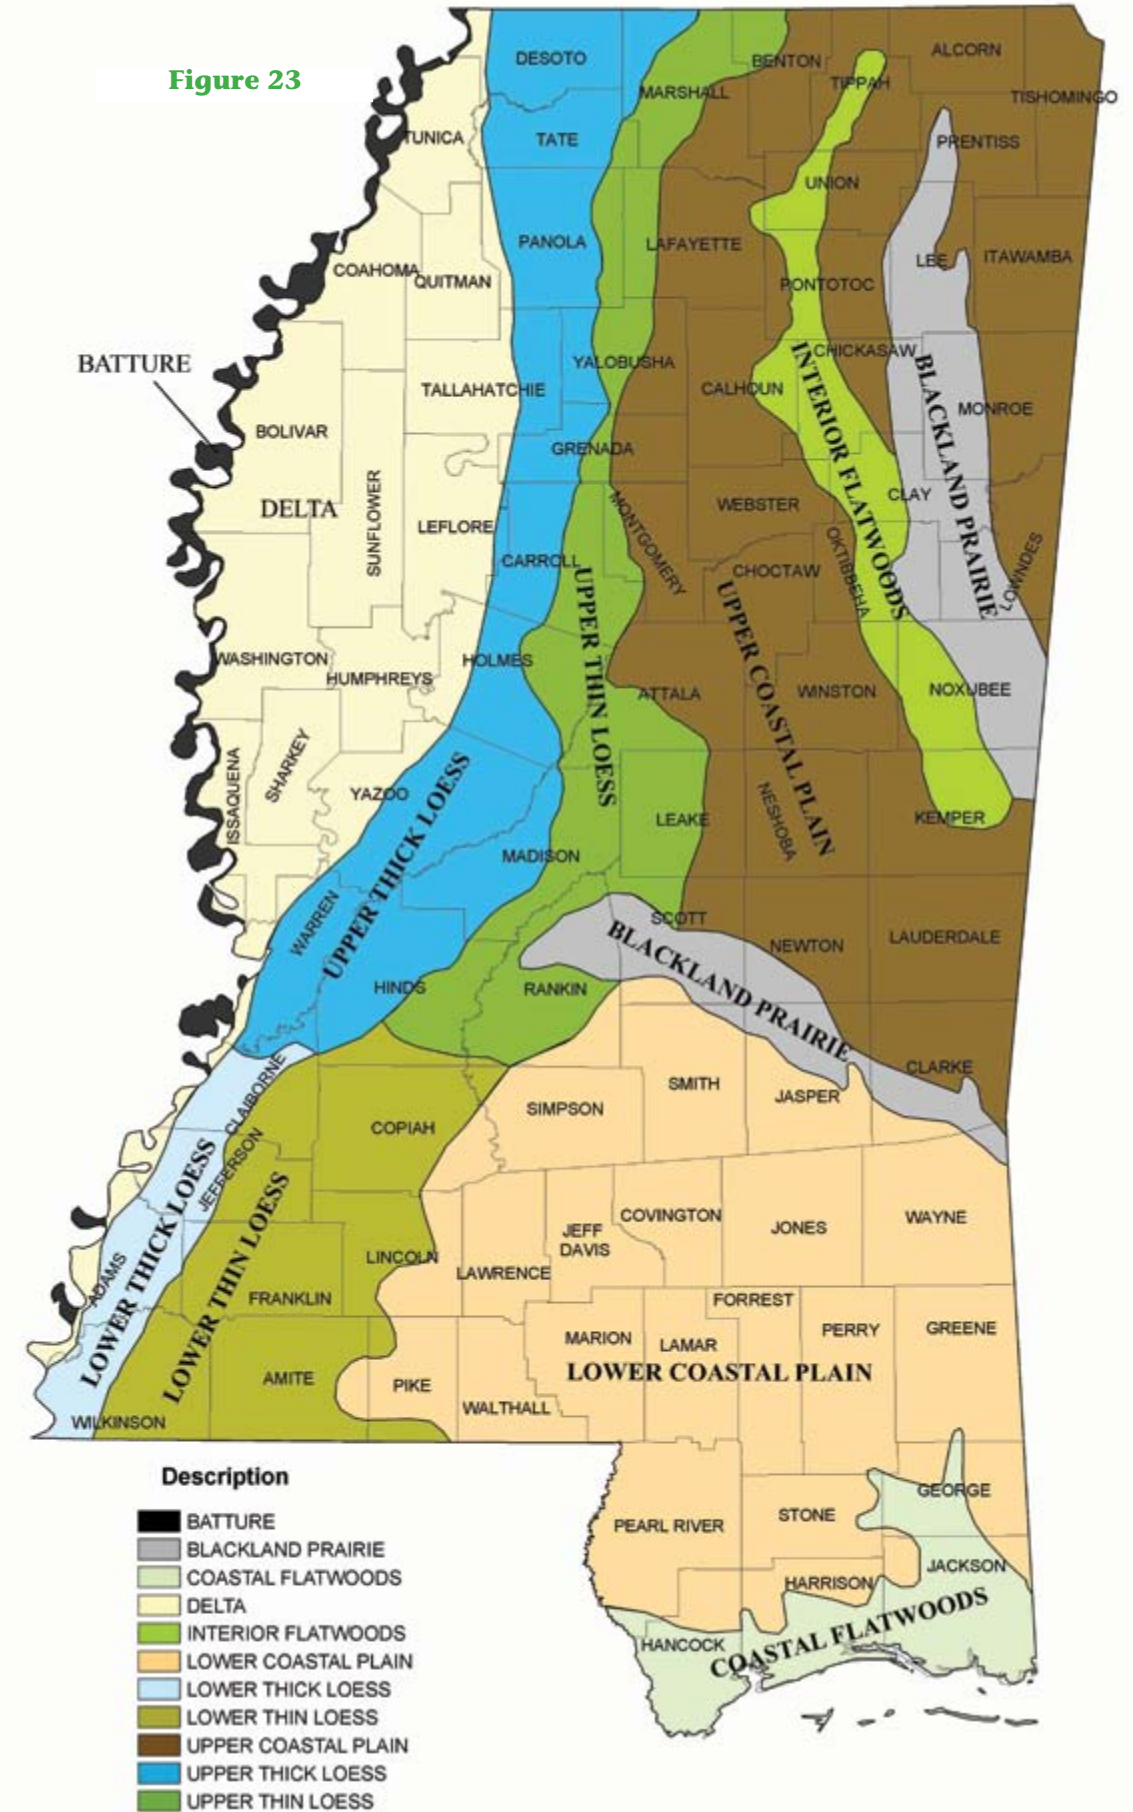 Figure 23
DESOTO
BENTON
ALCORN
MARSHALL
TIPPAH
TISHOMINGO
TUNICA
TATE
PRENTISS
UNION
PANOLA
LAFAYETTE
COAHOMA
QUITMAN
LEE
ITAWAMBA
PONTOTOC
BATTURE
YALOBUSHA
CHICKASAW
TALLAHATCHIE
CALHOUN
MONROE
BOLIVAR
GRENADA
INTERIOR FLATWOODS
BLACKLAND PRAIRIE
CLAY
DELTA
SUNFLOWER
LEFLORE
WEBSTER
MONTGOMERY
CARROLL
CHOCTAW
OKTIBBEHA
LOWNDES
WASHINGTON
HUMPHREYS
HOLMES
UPPER THIN LOESS
ATTALA
UPPER COASTAL PLAIN
WINSTON
NOXUBEE
ISSAQUENA
SHARKEY
YAZOO
UPPER THICK LOESS
LEAKE
NESHOBA
KEMPER
MADISON
WARREN
SCOTT
BLACKLAND PRAIRIE
NEWTON
LAUDERDALE
HINDS
RANKIN
CLARKE
CLAIBORNE
SMITH
JASPER
SIMPSON
COPIAH
JEFFERSON
LOWER THICK LOESS
LOWER THIN LOESS
COVINGTON
JONES
WAYNE
JEFF
DAVIS
LINCOLN
LAWRENCE
ADAMS
FRANKLIN
FORREST
MARION
LAMAR
PERRY
GREENE
LOWER COASTAL PLAIN
AMITE
PIKE
WALTHALL
WILKINSON
GEORGE
STONE
PEARL RIVER
JACKSON
HARRISON
HANCOCK
COASTAL FLATWOODS
Description
BATTURE
BLACKLAND PRAIRIE
COASTAL FLATWOODS
DELTA
INTERIOR FLATWOODS
LOWER COASTAL PLAIN
LOWER THICK LOESS
LOWER THIN LOESS
UPPER COASTAL PLAIN
UPPER THICK LOESS
UPPER THIN LOESS